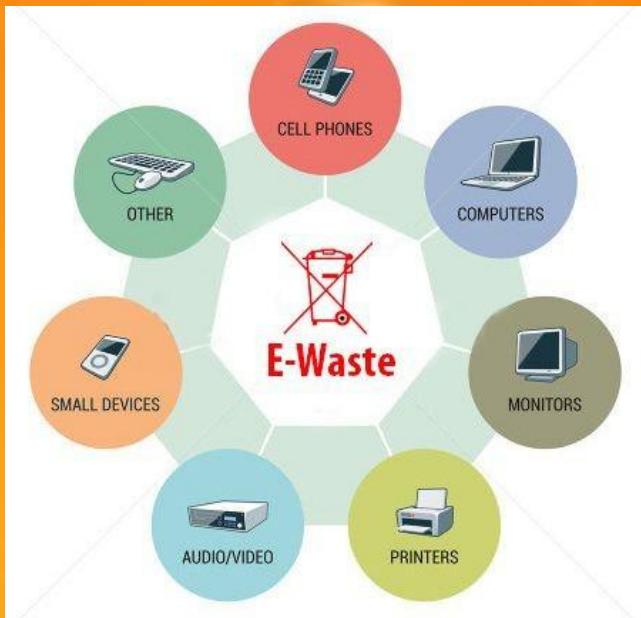 CELL PHONES
COMPUTERS
MONITORS
PRINTERS
AUDIO/VIDEO
SMALL DEVICES
OTHER
E-Waste